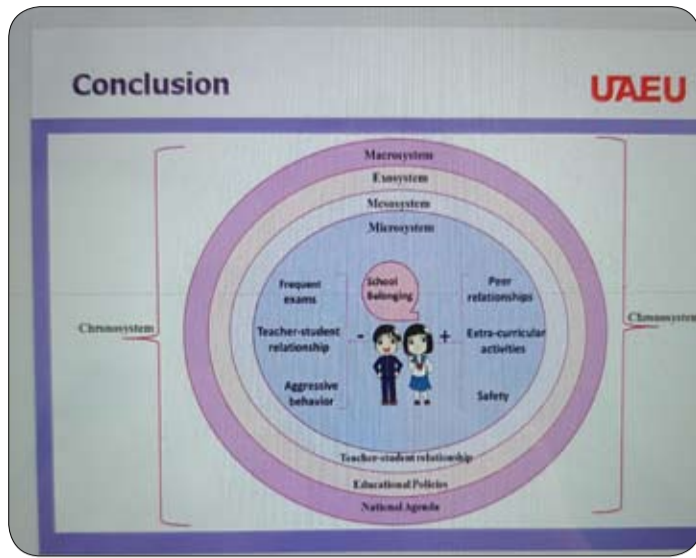 Conclusion
UAEU
Macrosystem
Exosystem
Mesosystem
Microsystem
Frequent
exams
School
Belonging
Peer
relationships
Chronosystem
Teacher-student
relationship
-
+
Extra-curricular
activities
Chronosystem
Aggressive
behavior
Safety
Teacher-student relationship
Educational Policies
National Agenda